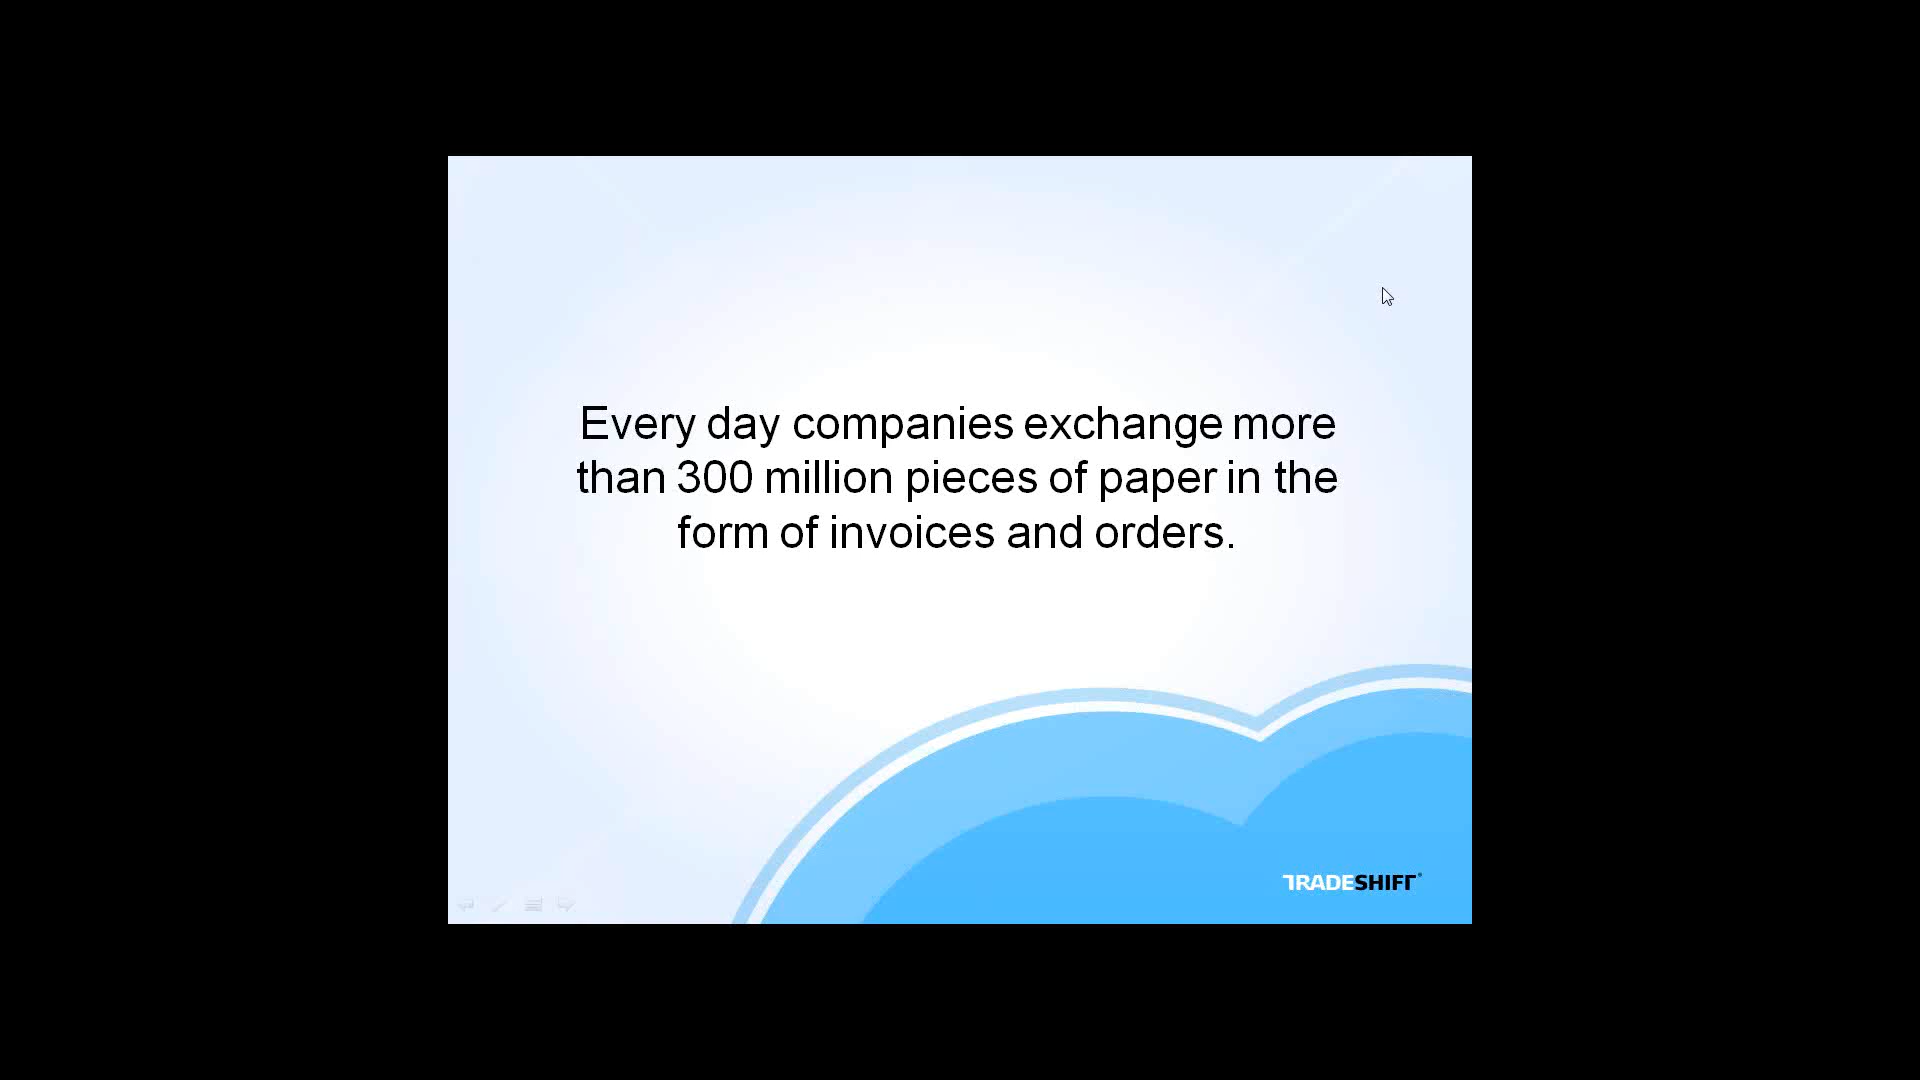 Every day companies exchange more
than 300 million pieces of paper in the
form of invoices and orders.
TRADESHIFT